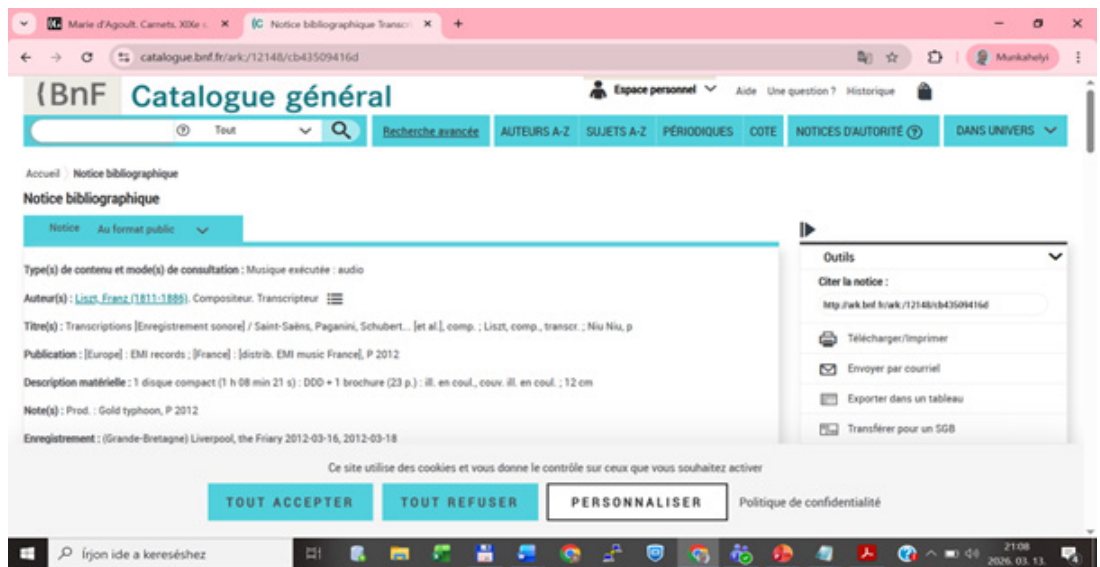 Marie d'Agoult. Carnets. XIXe s.
Notice bibliographique Transcri
catalogue.bnf.fr/ark:/12148/cb43509416d
Munkahelyi
BnF Catalogue général
Espace personnel
Aide Une question ? Historique
Tout
Recherche avancée
AUTEURS A-Z SUJETS A-Z PÉRIODIQUES COTE NOTICES D'AUTORITÉ ? DANS UNIVERS
Accueil Notice bibliographique
Notice bibliographique
Notice Au format public
Type(s) de contenu et mode(s) de consultation : Musique exécutée : audio
Auteur(s) : Liszt, Franz (1811-1886). Compositeur. Transcripteur
Titre(s) : Transcriptions [Enregistrement sonore] / Saint-Saëns, Paganini, Schubert... [et al.], comp. ; Liszt, comp., transcr. ; Niu Niu, p
Publication : [Europe] : EMI records ; [France] : [distrib. EMI music France], P 2012
Description matérielle : 1 disque compact (1 h 08 min 21 s) : DDD + 1 brochure (23 p.) : ill. en coul., couv. ill. en coul. ; 12 cm
Note(s) : Prod. : Gold typhoon, P 2012
Enregistrement : (Grande-Bretagne) Liverpool, the Friary 2012-03-16, 2012-03-18
Outils
Citer la notice :
http://ark.bnf.fr/ark:/12148/cb43509416d
Télécharger/Imprimer
Envoyer par courriel
Exporter dans un tableau
Transférer pour un SGB
Ce site utilise des cookies et vous donne le contrôle sur ceux que vous souhaitez activer
TOUT ACCEPTER TOUT REFUSER PERSONNALISER Politique de confidentialité
Írjon ide a kereséshez
21:08
2026. 03. 13.